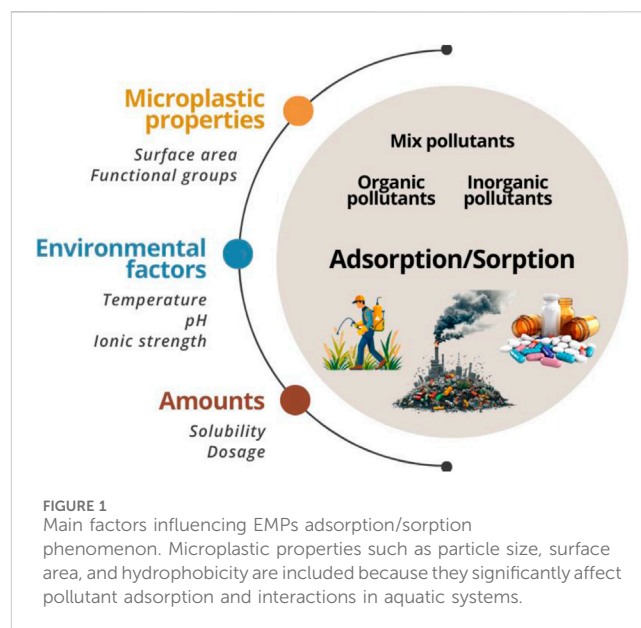 Microplastic
properties
Surface area
Functional groups
Environmental
factors
Temperature
pH
Ionic strength
Amounts
Solubility
Dosage
Mix pollutants
Organic
pollutants
Inorganic
pollutants
Adsorption/Sorption
FIGURE 1
Main factors influencing EMPs adsorption/sorption
phenomenon. Microplastic properties such as particle size, surface
area, and hydrophobicity are included because they significantly affect
pollutant adsorption and interactions in aquatic systems.